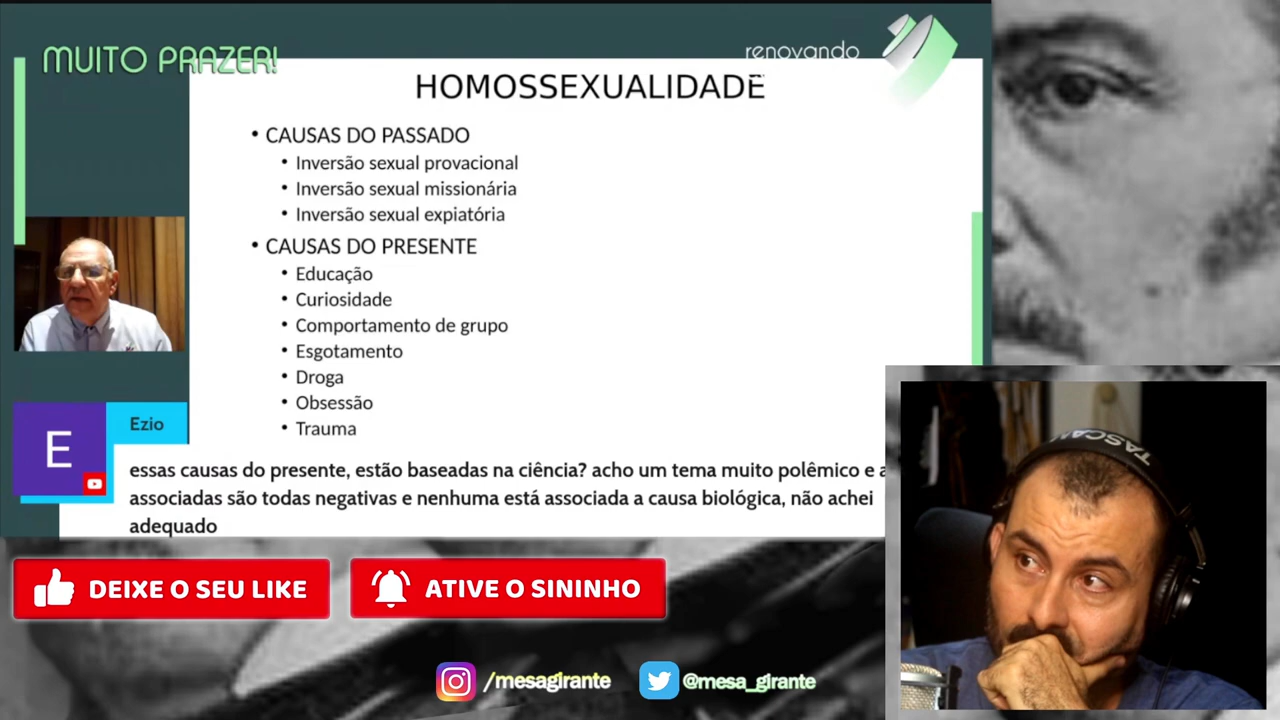 MUITO PRAZER!
renovando
HOMOSSEXUALIDADE
• CAUSAS DO PASSADO
• Inversão sexual provacional
• Inversão sexual missionária
• Inversão sexual expiatória
• CAUSAS DO PRESENTE
• Educação
• Curiosidade
• Comportamento de grupo
• Esgotamento
• Droga
• Obsessão
• Trauma
E
Ezio
essas causas do presente, estão baseadas na ciência? acho um tema muito polêmico e a
associadas são todas negativas e nenhuma está associada a causa biológica, não achei
adequado
TASCAM
DEIXE O SEU LIKE
ATIVE O SININHO
/mesagirante
@mesa_girante